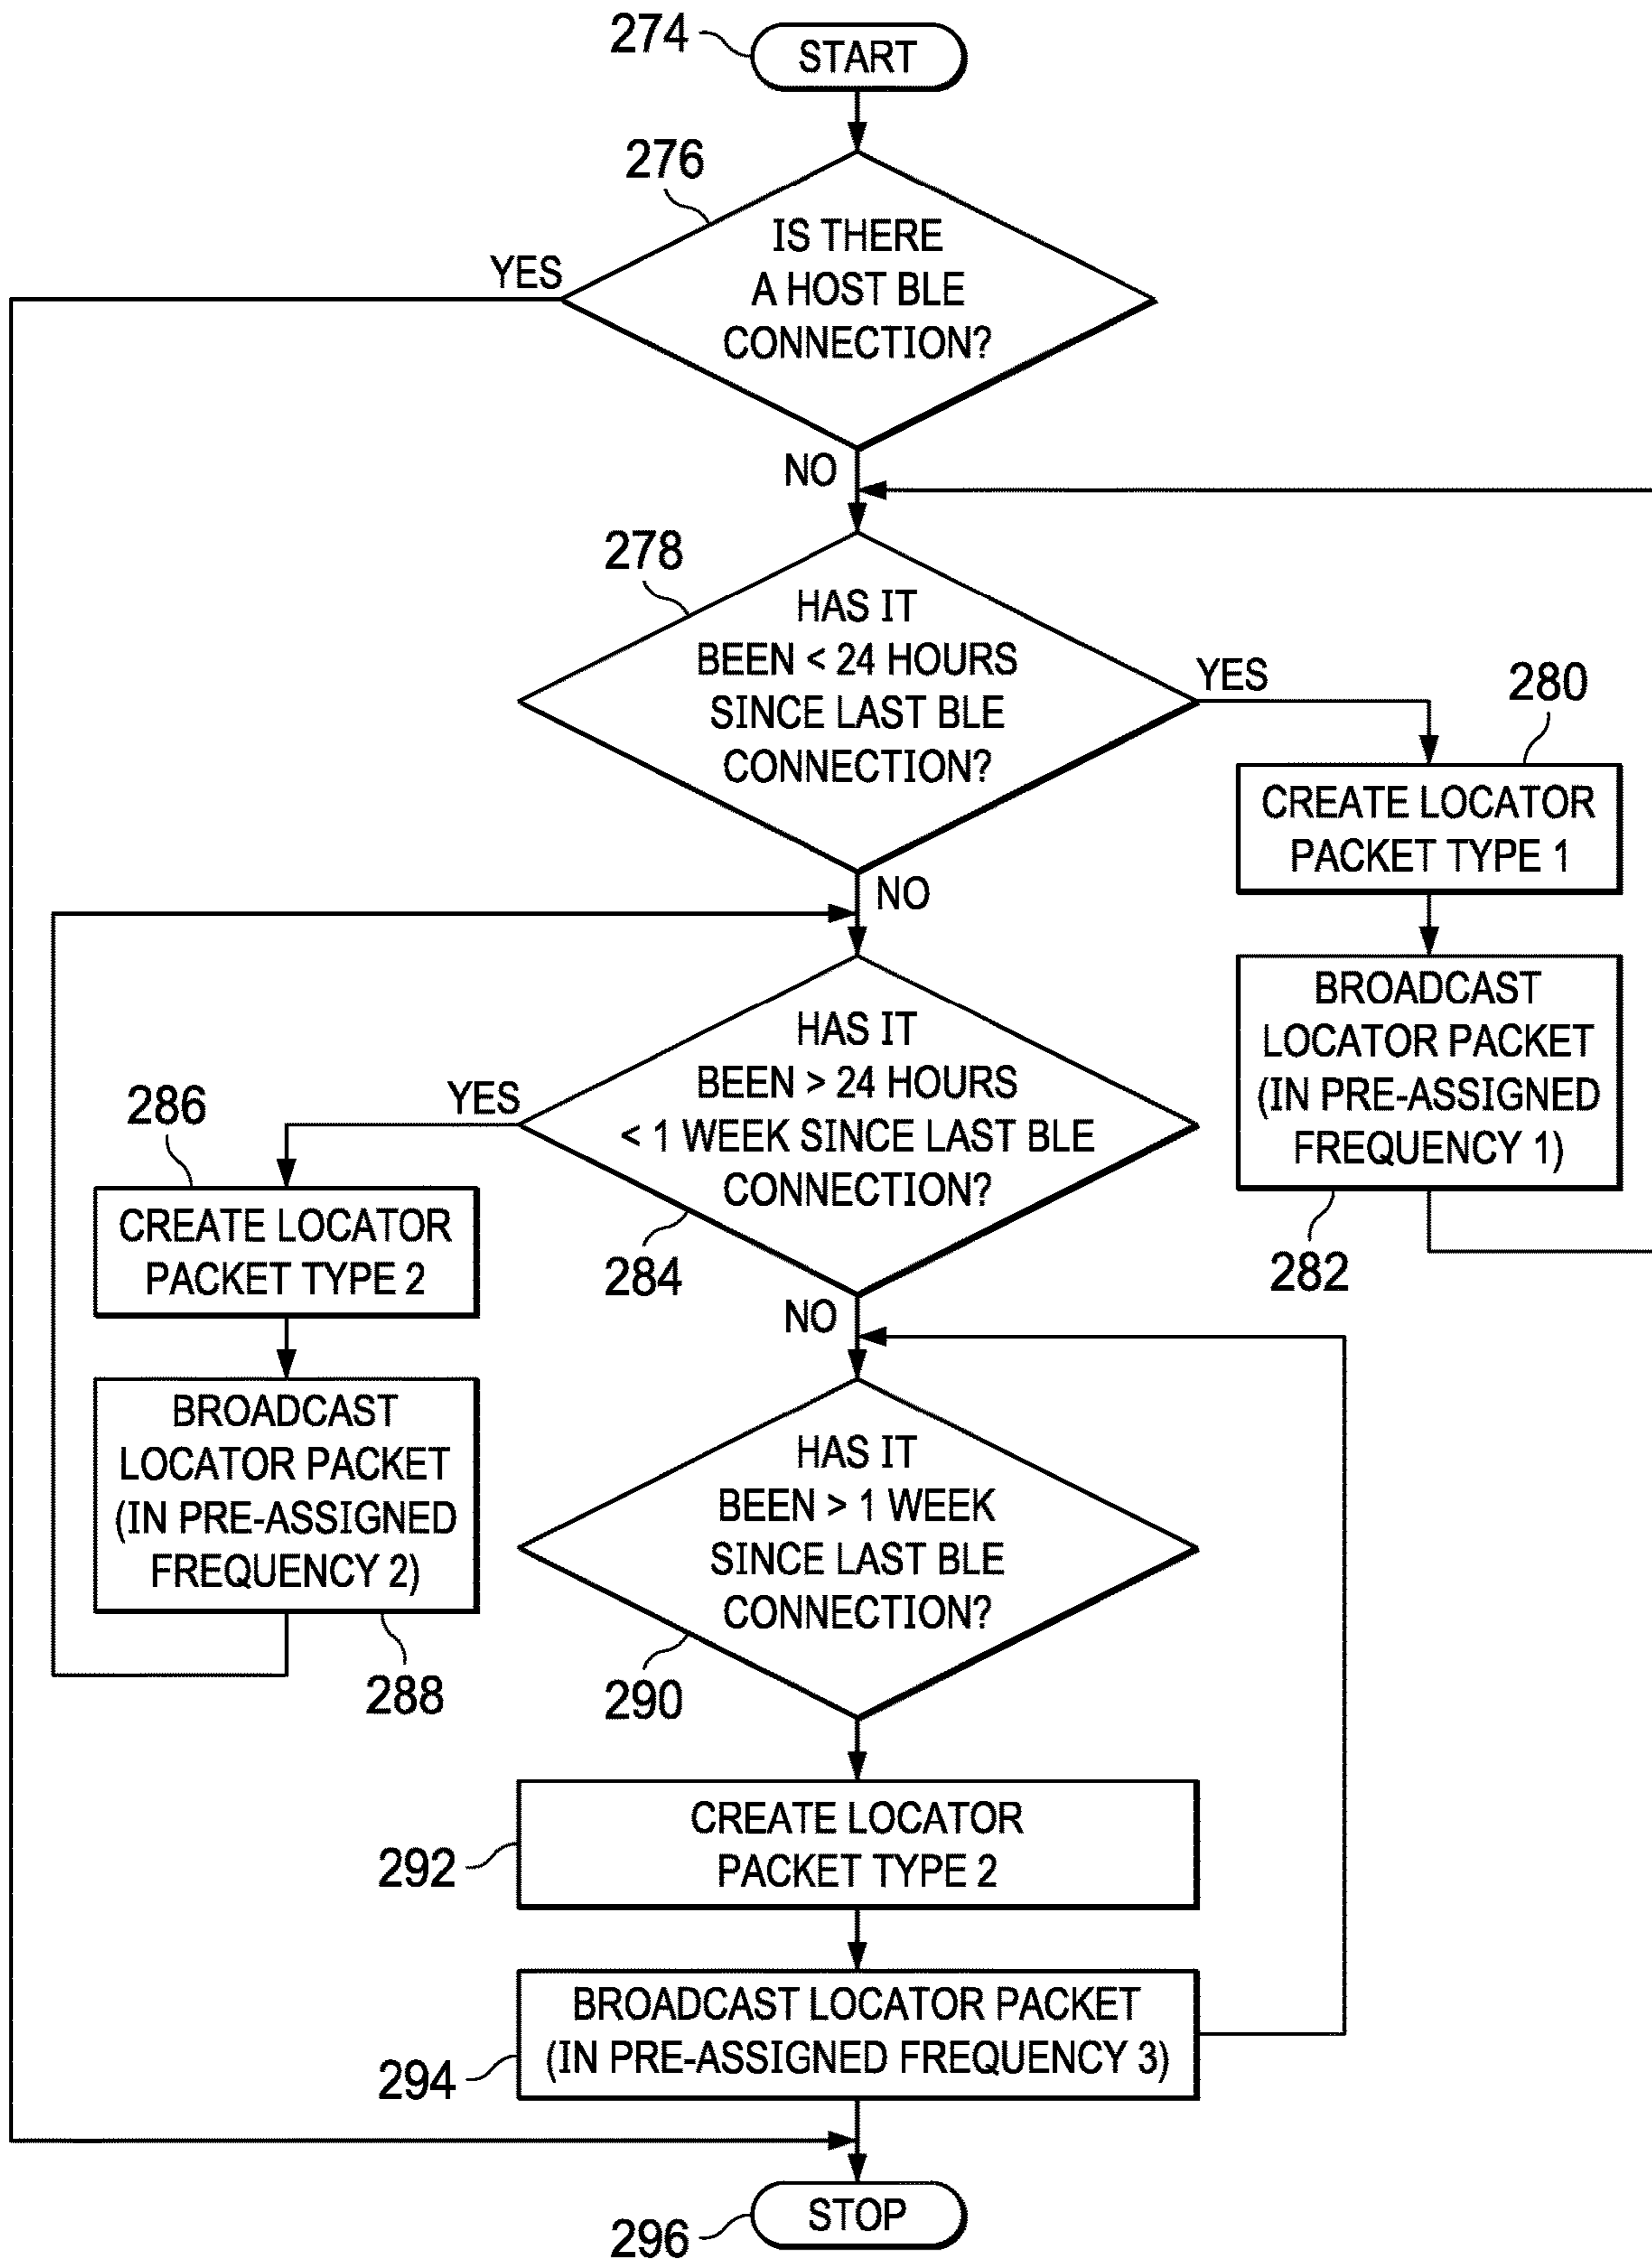 274
START
276
IS THERE
A HOST BLE
CONNECTION?
YES
NO
278
HAS IT
BEEN < 24 HOURS
SINCE LAST BLE
CONNECTION?
YES
NO
280
CREATE LOCATOR
PACKET TYPE 1
BROADCAST
LOCATOR PACKET
(IN PRE-ASSIGNED
FREQUENCY 1)
282
HAS IT
BEEN > 24 HOURS
< 1 WEEK SINCE LAST BLE
CONNECTION?
284
YES
NO
286
CREATE LOCATOR
PACKET TYPE 2
BROADCAST
LOCATOR PACKET
(IN PRE-ASSIGNED
FREQUENCY 2)
288
HAS IT
BEEN > 1 WEEK
SINCE LAST BLE
CONNECTION?
290
CREATE LOCATOR
PACKET TYPE 2
292
BROADCAST LOCATOR PACKET
(IN PRE-ASSIGNED FREQUENCY 3)
294
STOP
296